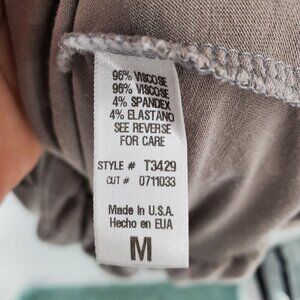 96% VISCOSE
96% VISCOSE
4% SPANDEX
4% ELASTANO
SEE REVERSE
FOR CARE
STYLE # T3429
CUT # 0711033
Made in U.S.A.
Hecho en EUA
M